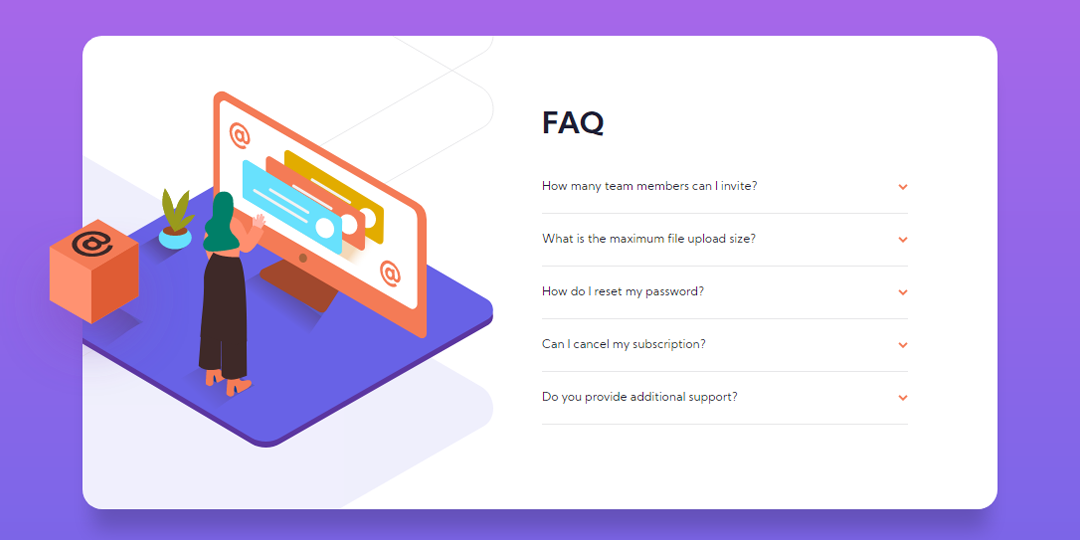 FAQ
How many team members can I invite?
What is the maximum file upload size?
How do I reset my password?
Can I cancel my subscription?
Do you provide additional support?
@
@
@